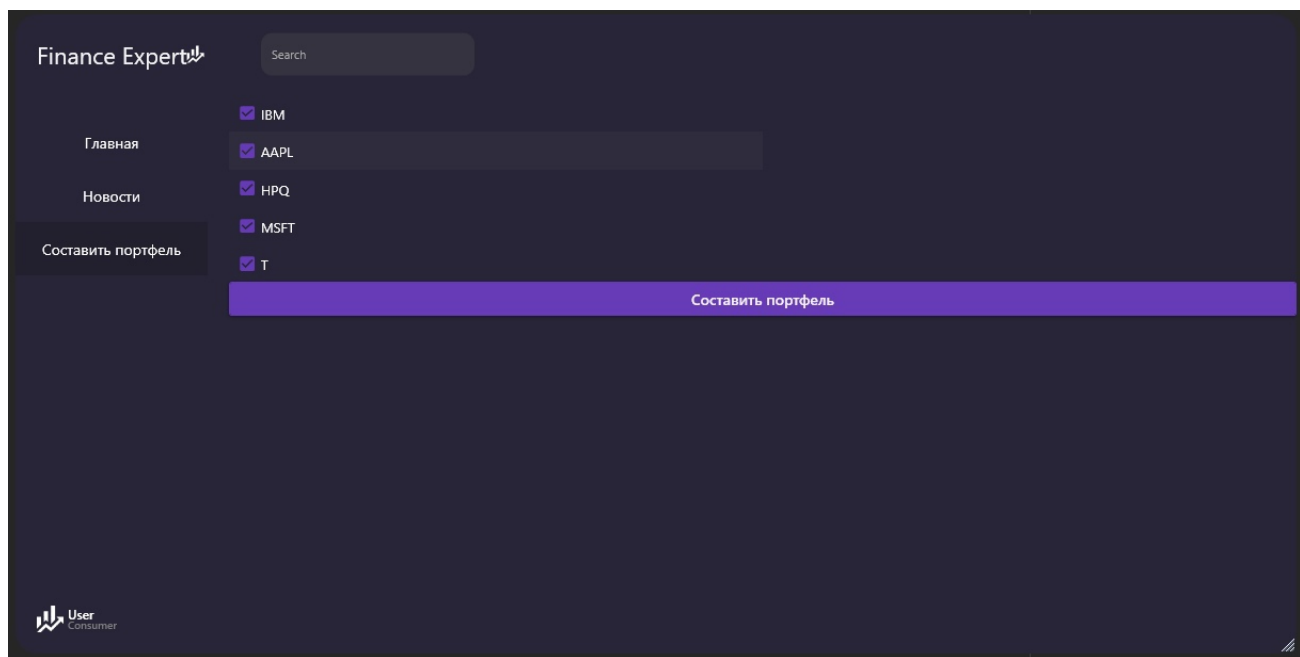 Finance Expert
Search
Главная
Новости
Составить портфель
IBM
AAPL
HPQ
MSFT
T
Составить портфель
User
Consumer